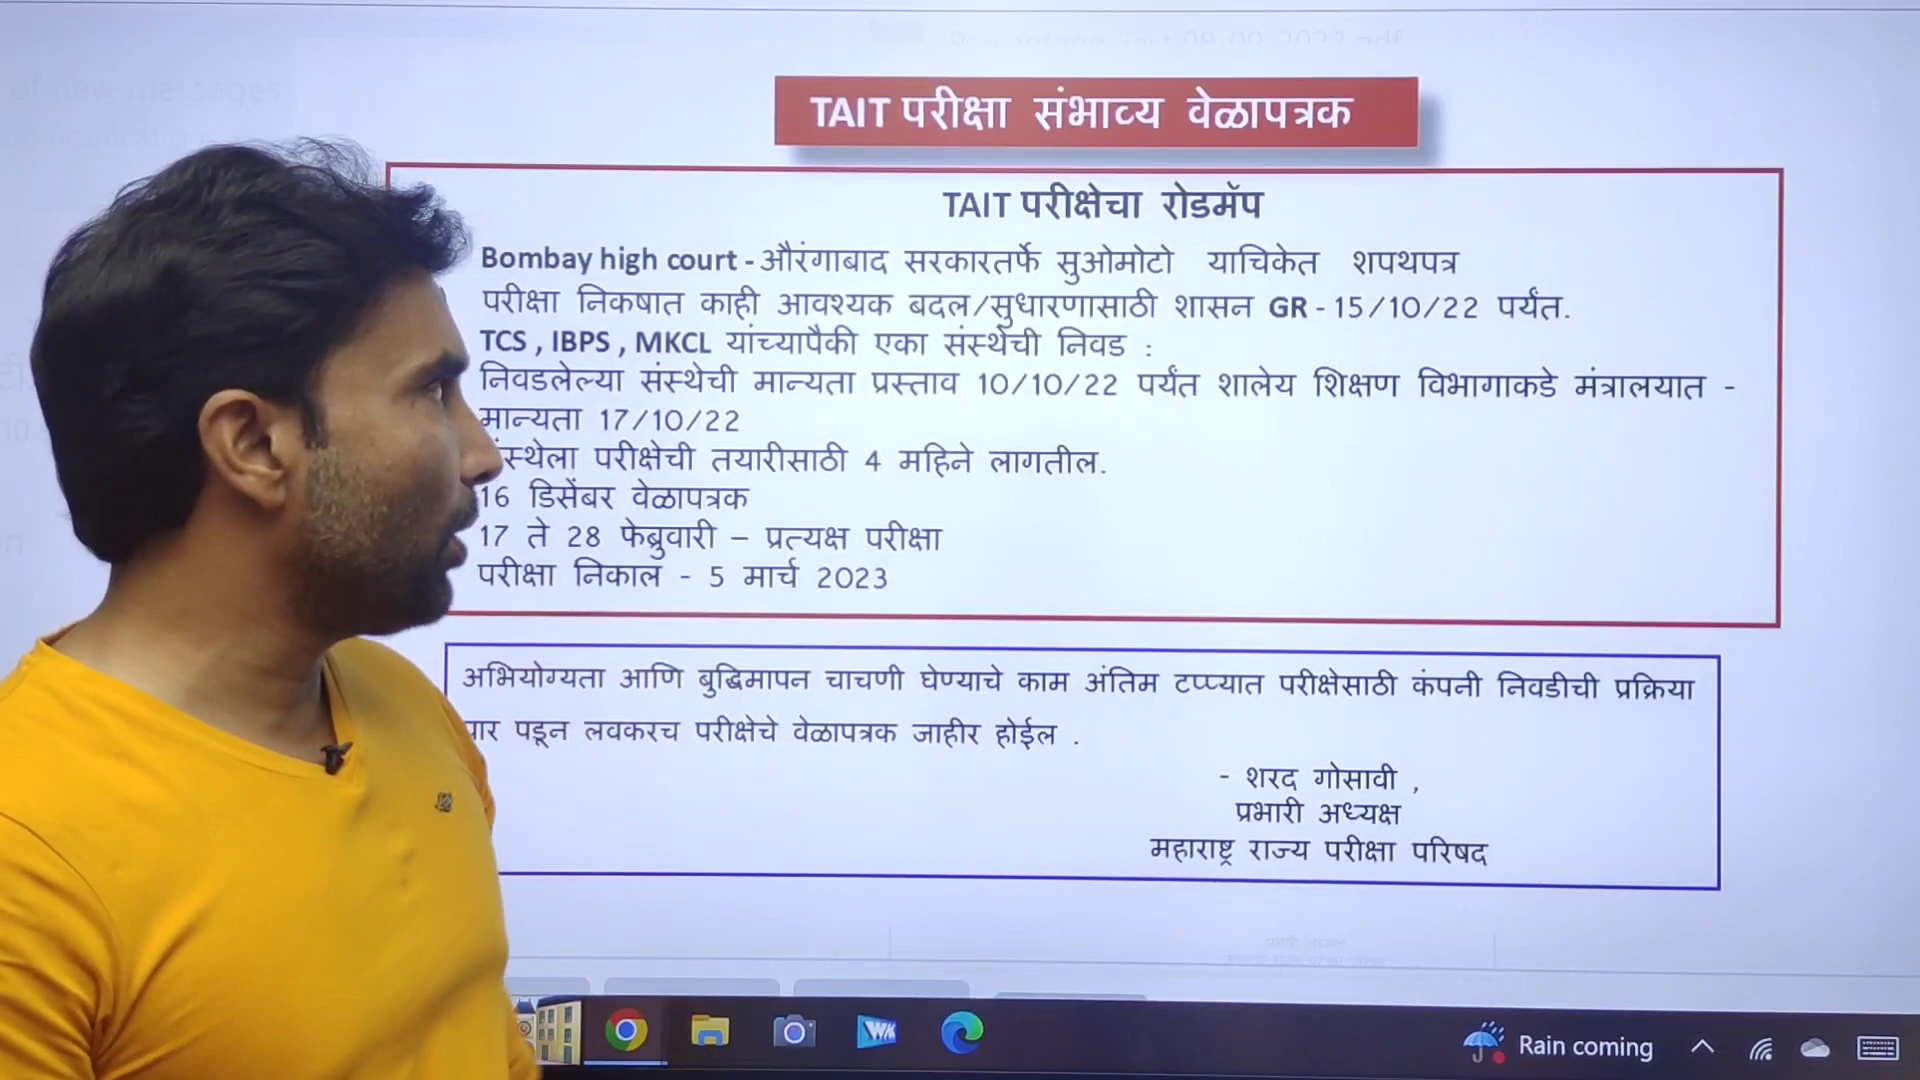 of new messages
TAIT परीक्षा संभाव्य वेळापत्रक
TAIT परीक्षेचा रोडमॅप
Bombay high court - औरंगाबाद सरकारतर्फे सुओमोटो याचिकेत शपथपत्र
परीक्षा निकषात काही आवश्यक बदल/सुधारणासाठी शासन GR - 15/10/22 पर्यंत.
TCS , IBPS , MKCL यांच्यापैकी एका संस्थेची निवड :
निवडलेल्या संस्थेची मान्यता प्रस्ताव 10/10/22 पर्यंत शालेय शिक्षण विभागाकडे मंत्रालयात -
मान्यता 17/10/22
स्थेला परीक्षेची तयारीसाठी 4 महिने लागतील.
16 डिसेंबर वेळापत्रक
17 ते 28 फेब्रुवारी – प्रत्यक्ष परीक्षा
परीक्षा निकाल - 5 मार्च 2023
अभियोग्यता आणि बुद्धिमापन चाचणी घेण्याचे काम अंतिम टप्प्यात परीक्षेसाठी कंपनी निवडीची प्रक्रिया
पार पडून लवकरच परीक्षेचे वेळापत्रक जाहीर होईल .
- शरद गोसावी ,
प्रभारी अध्यक्ष
महाराष्ट्र राज्य परीक्षा परिषद
Rain coming